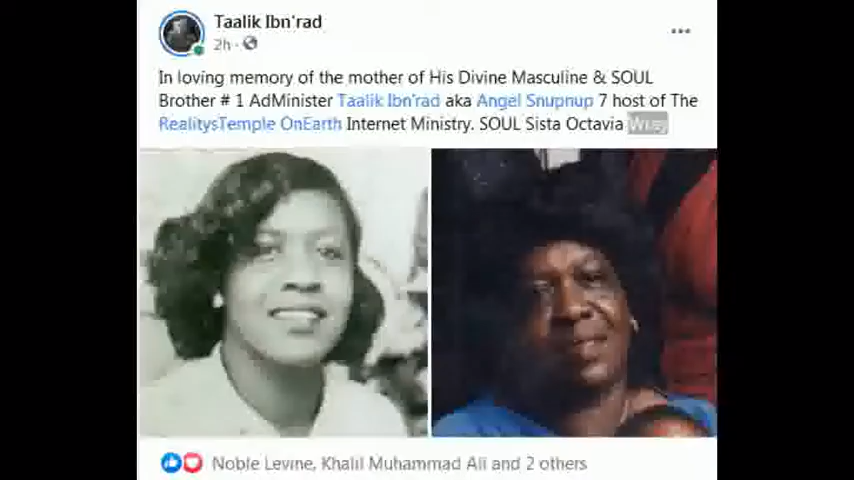 Taalik Ibn'rad
2h ·
In loving memory of the mother of His Divine Masculine & SOUL
Brother # 1 AdMinister Taalik Ibn'rad aka Angel Snupnup 7 host of The
RealitysTemple OnEarth Internet Ministry. SOUL Sista Octavia
Noble Levine, Khalil Muhammad Ali and 2 others